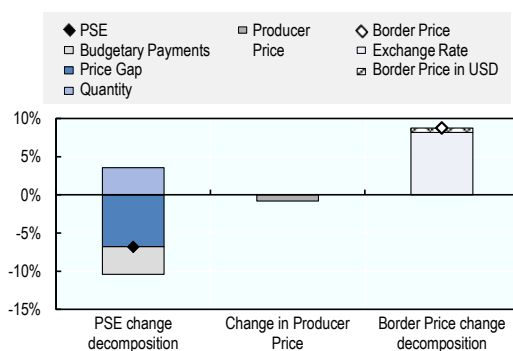 PSE
Budgetary Payments
Price Gap
Quantity
Producer
Price
Border Price
Exchange Rate
Border Price in USD
10%
5%
0%
-5%
-10%
-15%
PSE change
decomposition
Change in Producer
Price
Border Price change
decomposition